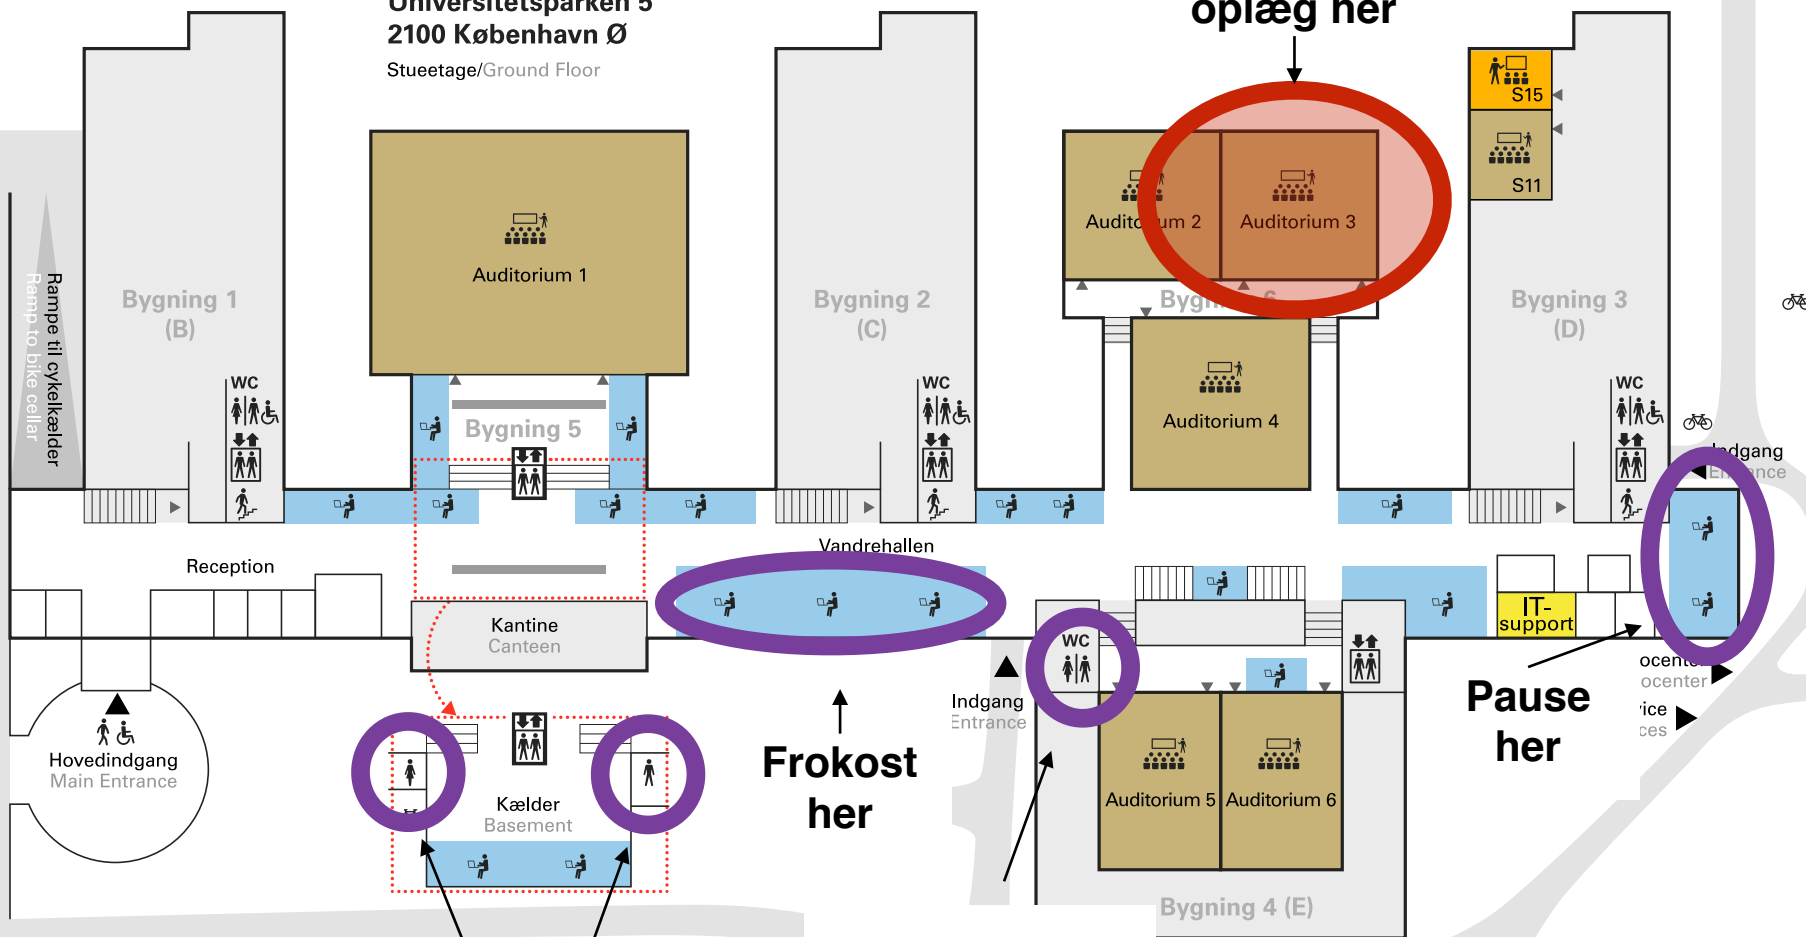 Universitetsparken 5
2100 København Ø
Stueetage/Ground Floor
oplæg her
S15
S11
Auditorium 1
Auditorium 2
Auditorium 3
Auditorium 4
Bygning 1
(B)
Bygning 2
(C)
Bygning 3
(D)
Bygning 5
Rampe til cykelkælder
Ramp to bike cellar
WC
WC
WC
Indgang
Entrance
Reception
Vandrehallen
Kantine
Canteen
IT-
support
WC
Indgang
Entrance
Pause
her
Frokost
her
Hovedindgang
Main Entrance
Kælder
Basement
Auditorium 5
Auditorium 6
Bygning 4 (E)